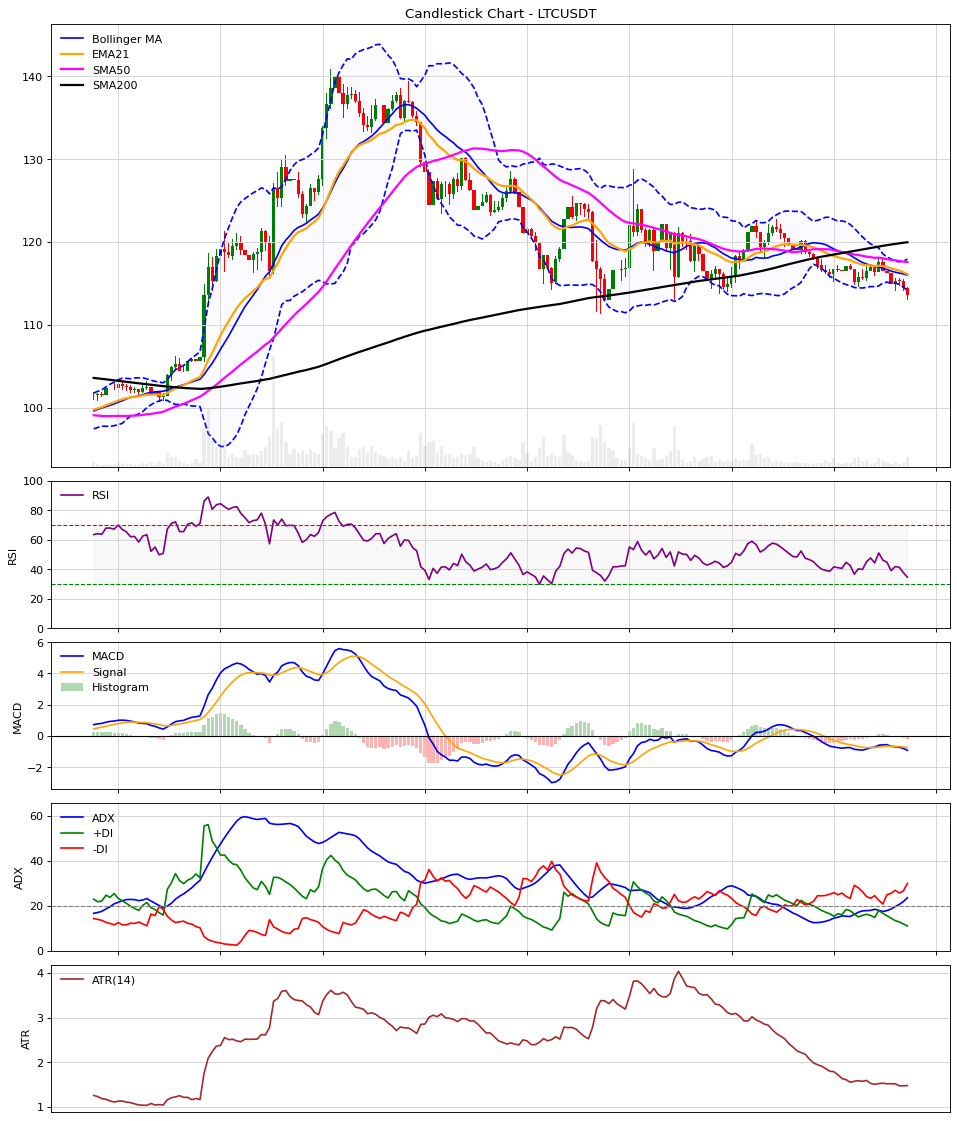 Candlestick Chart - LTCUSDT
Bollinger MA
EMA21
SMA50
SMA200
140
130
120
110
100
RSI
RSI
100
80
60
40
20
0
MACD
Signal
Histogram
MACD
6
4
2
0
−2
ADX
+DI
-DI
ADX
60
40
20
0
ATR(14)
ATR
4
3
2
1